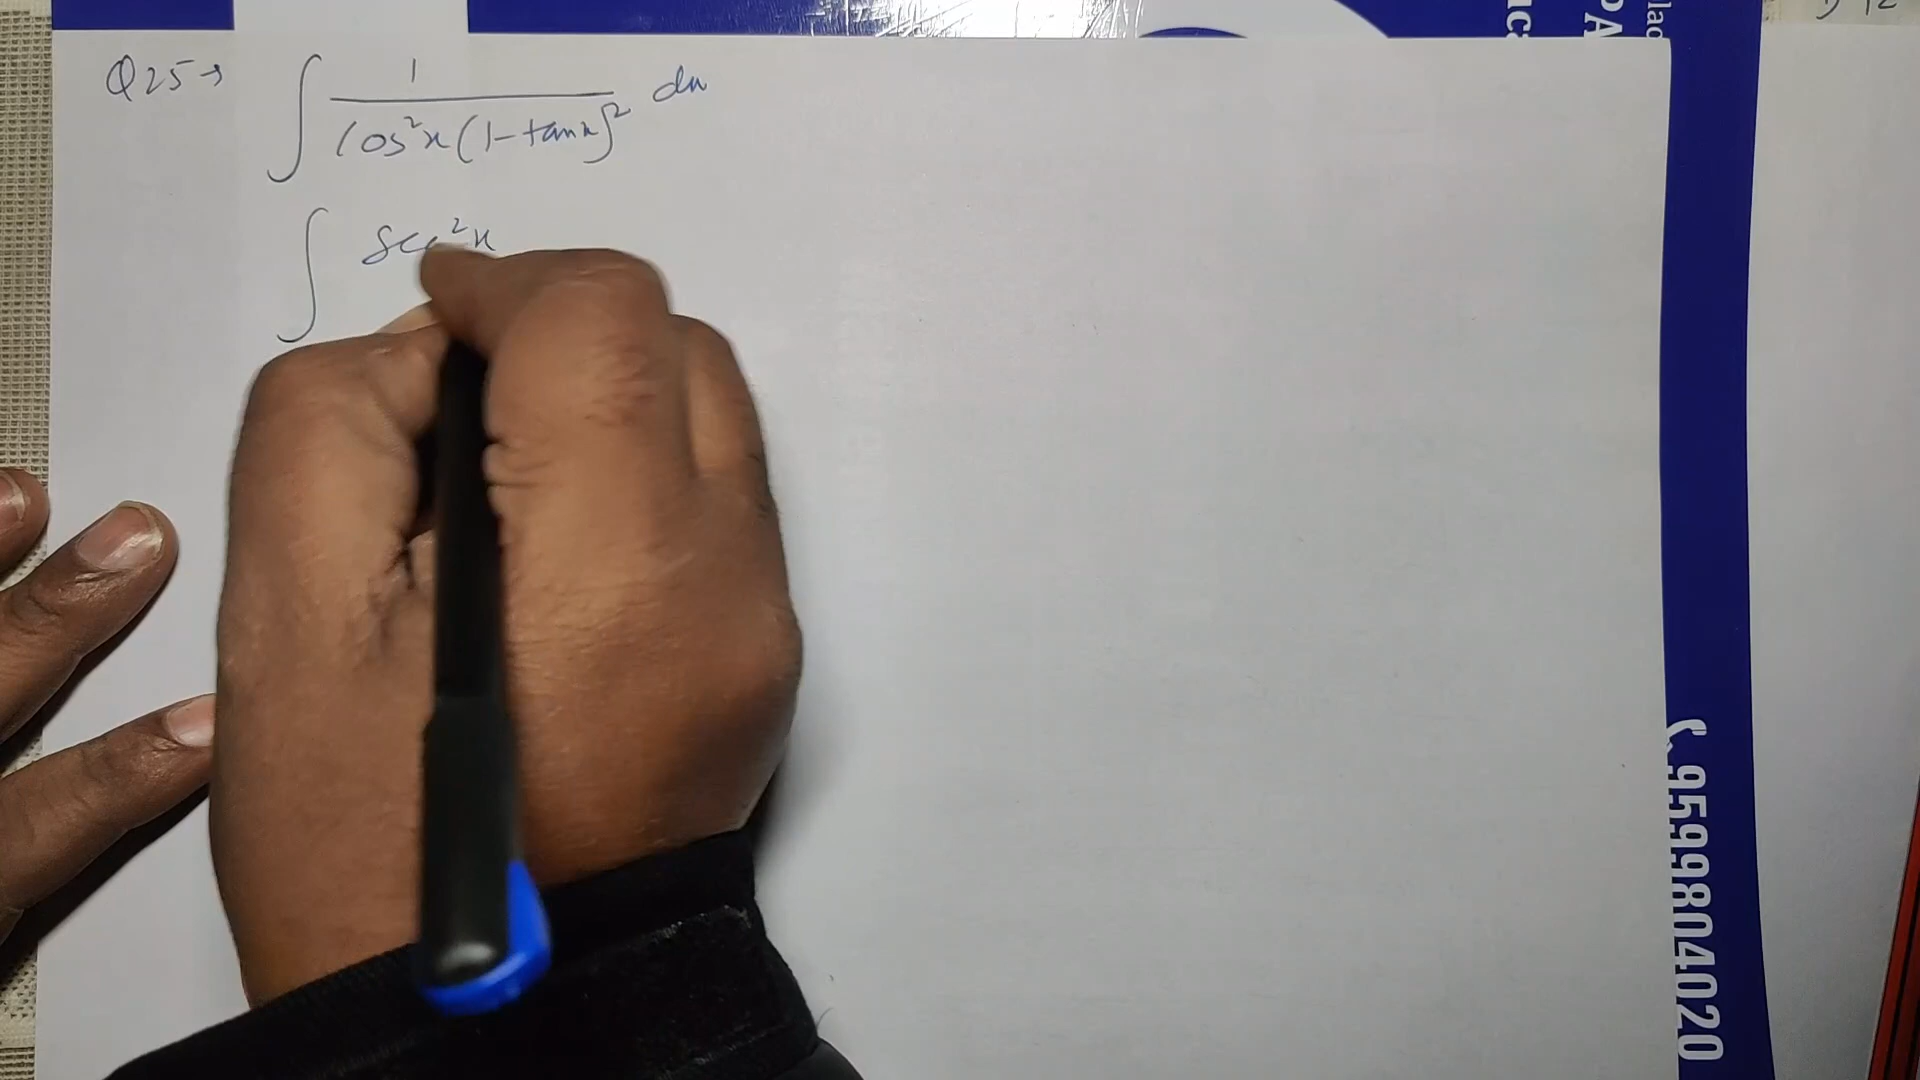 Q25→ ∫ 1/(cos²x(1-tanx)²) dx
∫ sec²x
9599804020